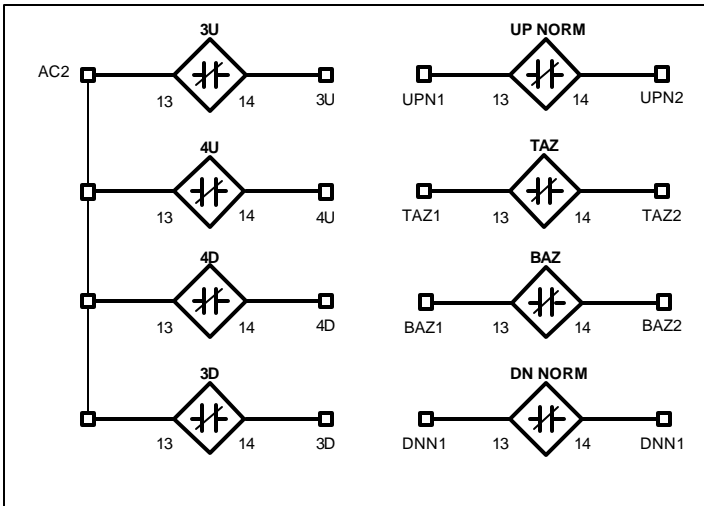 3U
UP NORM
AC2
13 14 3U
UPN1 13 14 UPN2
4U
TAZ
13 14 4U
TAZ1 13 14 TAZ2
4D
BAZ
13 14 4D
BAZ1 13 14 BAZ2
3D
DN NORM
13 14 3D
DNN1 13 14 DNN1